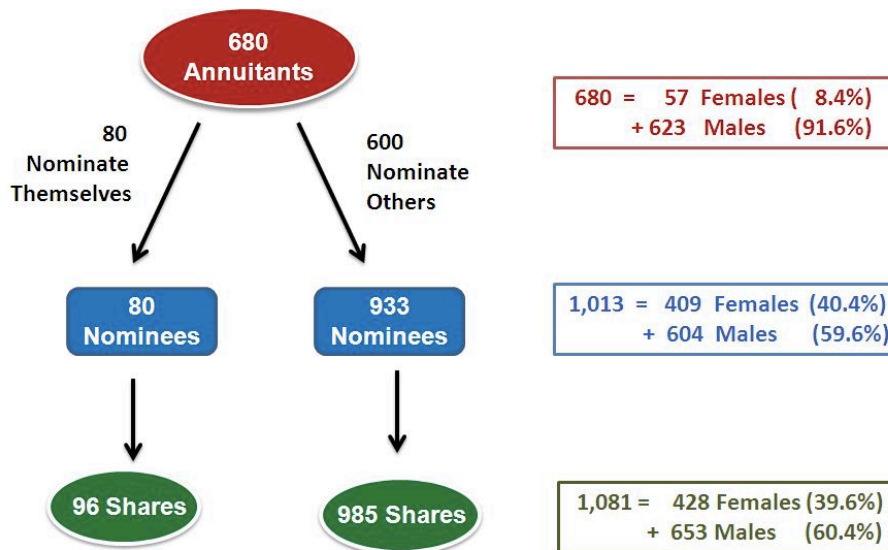 680
Annuitants
680 = 57 Females ( 8.4%)
+ 623 Males (91.6%)
80
Nominate
Themselves
600
Nominate
Others
80
Nominees
933
Nominees
1,013 = 409 Females (40.4%)
+ 604 Males (59.6%)
96 Shares
985 Shares
1,081 = 428 Females (39.6%)
+ 653 Males (60.4%)